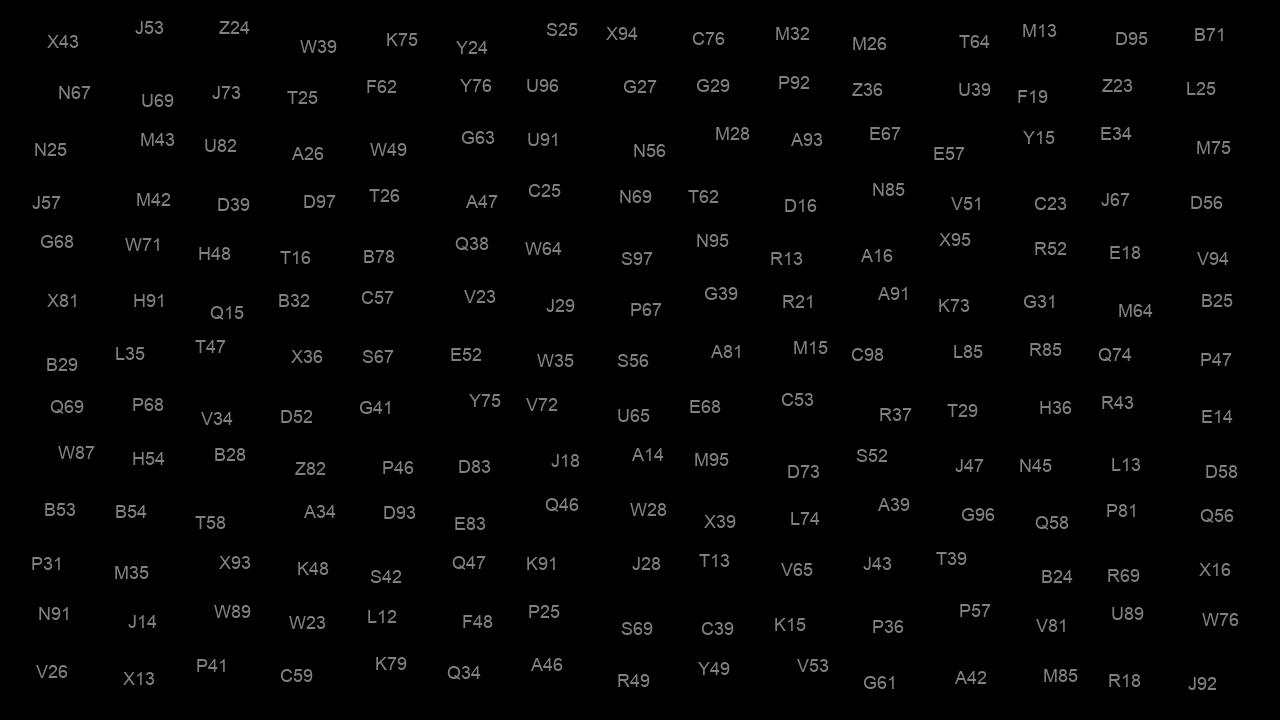 X43 J53 Z24 W39 K75 Y24 S25 X94 C76 M32 M26 T64 M13 D95 B71
N67 U69 J73 T25 F62 Y76 U96 G27 G29 P92 Z36 U39 F19 Z23 L25
N25 M43 U82 A26 W49 G63 U91 N56 M28 A93 E67 E57 Y15 E34 M75
J57 M42 D39 D97 T26 A47 C25 N69 T62 D16 N85 V51 C23 J67 D56
G68 W71 H48 T16 B78 Q38 W64 S97 N95 R13 A16 X95 R52 E18 V94
X81 H91 Q15 B32 C57 V23 J29 P67 G39 R21 A91 K73 G31 M64 B25
B29 L35 T47 X36 S67 E52 W35 S56 A81 M15 C98 L85 R85 Q74 P47
Q69 P68 V34 D52 G41 Y75 V72 U65 E68 C53 R37 T29 H36 R43 E14
W87 H54 B28 Z82 P46 D83 J18 A14 M95 D73 S52 J47 N45 L13 D58
B53 B54 T58 A34 D93 E83 Q46 W28 X39 L74 A39 G96 Q58 P81 Q56
P31 M35 X93 K48 S42 Q47 K91 J28 T13 V65 J43 T39 B24 R69 X16
N91 J14 W89 W23 L12 F48 P25 S69 C39 K15 P36 P57 V81 U89 W76
V26 X13 P41 C59 K79 Q34 A46 R49 Y49 V53 G61 A42 M85 R18 J92